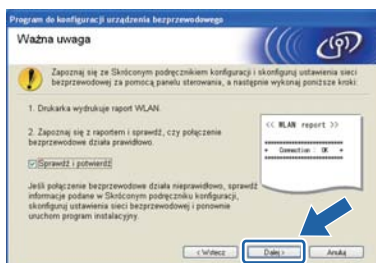 Program do konfiguracji urządzenia bezprzewodowego
Ważna uwaga
Zapoznaj się ze Skróconym podręcznikiem konfiguracji i skonfiguruj ustawienia sieci
bezprzewodowej za pomocą panelu sterowania, a następnie wykonaj poniższe kroki:
1. Drukarka wydrukuje raport WLAN.
2. Zapoznaj się z raportem i sprawdź, czy połączenie
bezprzewodowe działa prawidłowo.
Sprawdź i potwierdź
<< WLAN report >>
Connection : OK
Jeśli połączenie bezprzewodowe działa nieprawidłowo, sprawdź
informacje podane w Skróconym podręczniku konfiguracji,
skonfiguruj ustawienia sieci bezprzewodowej i ponownie
uruchom program instalacyjny.
< Wstecz
Dalej >
Anuluj